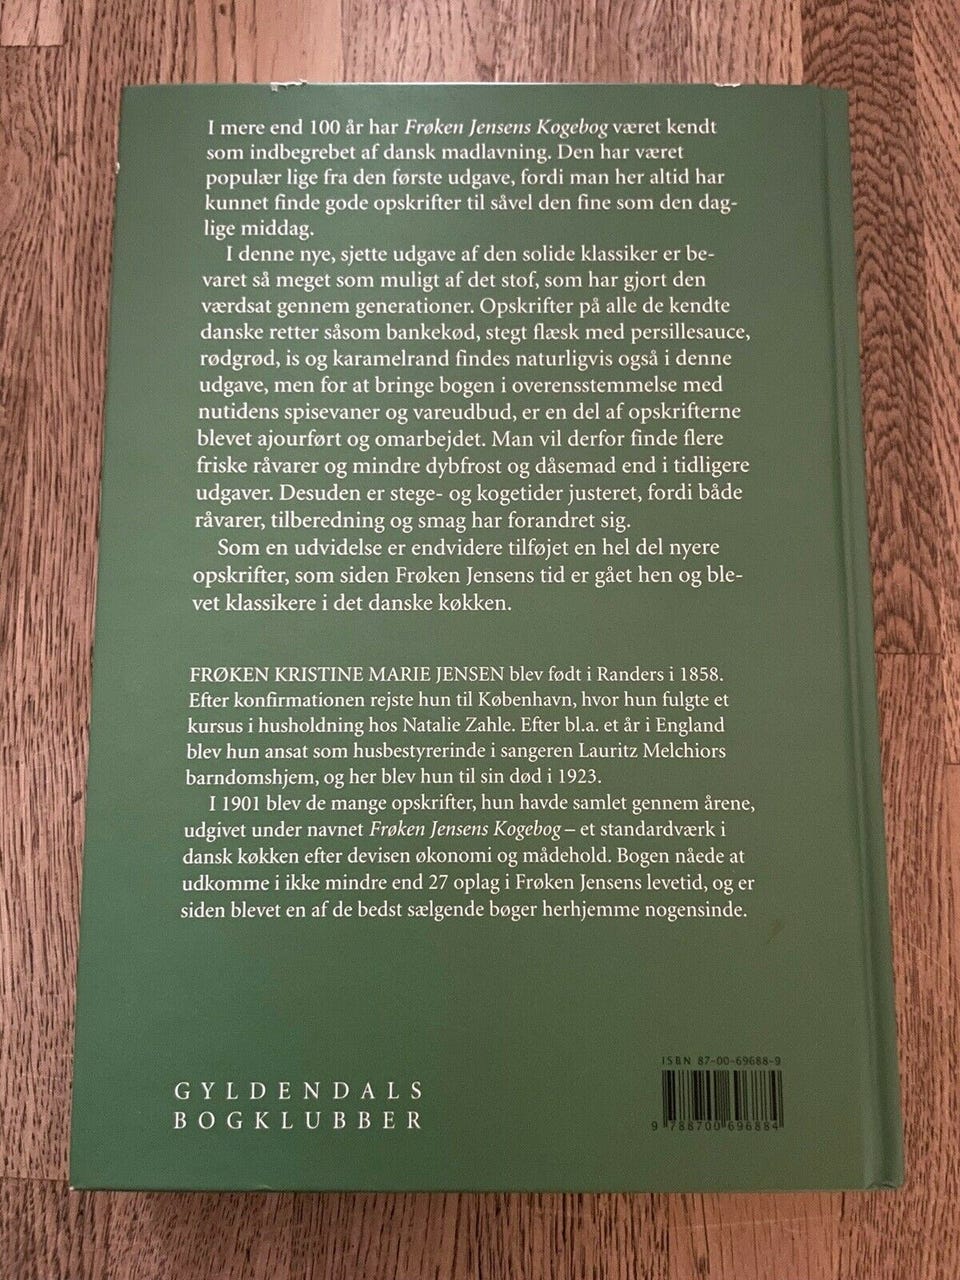 I mere end 100 år har Frøken Jensens Kogebog været kendt
som indbegrebet af dansk madlavning. Den har været
populær lige fra den første udgave, fordi man her altid har
kunnet finde gode opskrifter til såvel den fine som den dag-
lige middag.
I denne nye, sjette udgave af den solide klassiker er be-
varet så meget som muligt af det stof, som har gjort den
værdsat gennem generationer. Opskrifter på alle de kendte
danske retter såsom bankekød, stegt flæsk med persillesauce,
rødgrød, is og karamelrand findes naturligvis også i denne
udgave, men for at bringe bogen i overensstemmelse med
nutidens spisevaner og vareudbud, er en del af opskrifterne
blevet ajourført og omarbejdet. Man vil derfor finde flere
friske råvarer og mindre dybfrost og dåsemad end i tidligere
udgaver. Desuden er stege- og kogetider justeret, fordi både
råvarer, tilberedning og smag har forandret sig.
Som en udvidelse er endvidere tilføjet en hel del nyere
opskrifter, som siden Frøken Jensens tid er gået hen og ble-
vet klassikere i det danske køkken.
FRØKEN KRISTINE MARIE JENSEN blev født i Randers i 1858.
Efter konfirmationen rejste hun til København, hvor hun fulgte et
kursus i husholdning hos Natalie Zahle. Efter bl.a. et år i England
blev hun ansat som husbestyrerinde i sangeren Lauritz Melchiors
barndomshjem, og her blev hun til sin død i 1923.
I 1901 blev de mange opskrifter, hun havde samlet gennem årene,
udgivet under navnet Frøken Jensens Kogebog – et standardværk i
dansk køkken efter devisen økonomi og mådehold. Bogen nåede at
udkomme i ikke mindre end 27 oplag i Frøken Jensens levetid, og er
siden blevet en af de bedst sælgende bøger herhjemme nogensinde.
GYLDENDALS
BOGKLUBBER
ISBN 87-00-69688-9
9 788700 696884